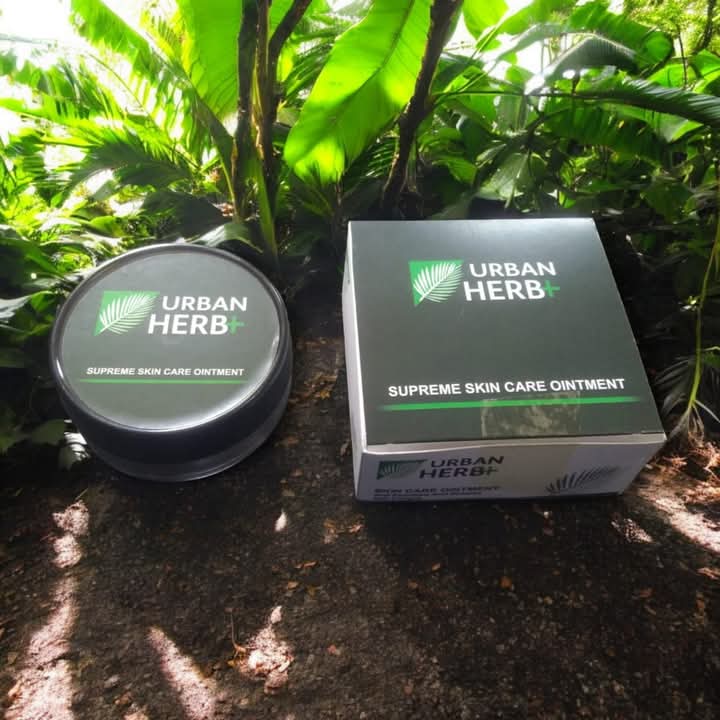 URBAN
HERB+
SUPREME SKIN CARE OINTMENT
URBAN
HERB+
SUPREME SKIN CARE OINTMENT
URBAN
HERB+
SKIN CARE OINTMENT